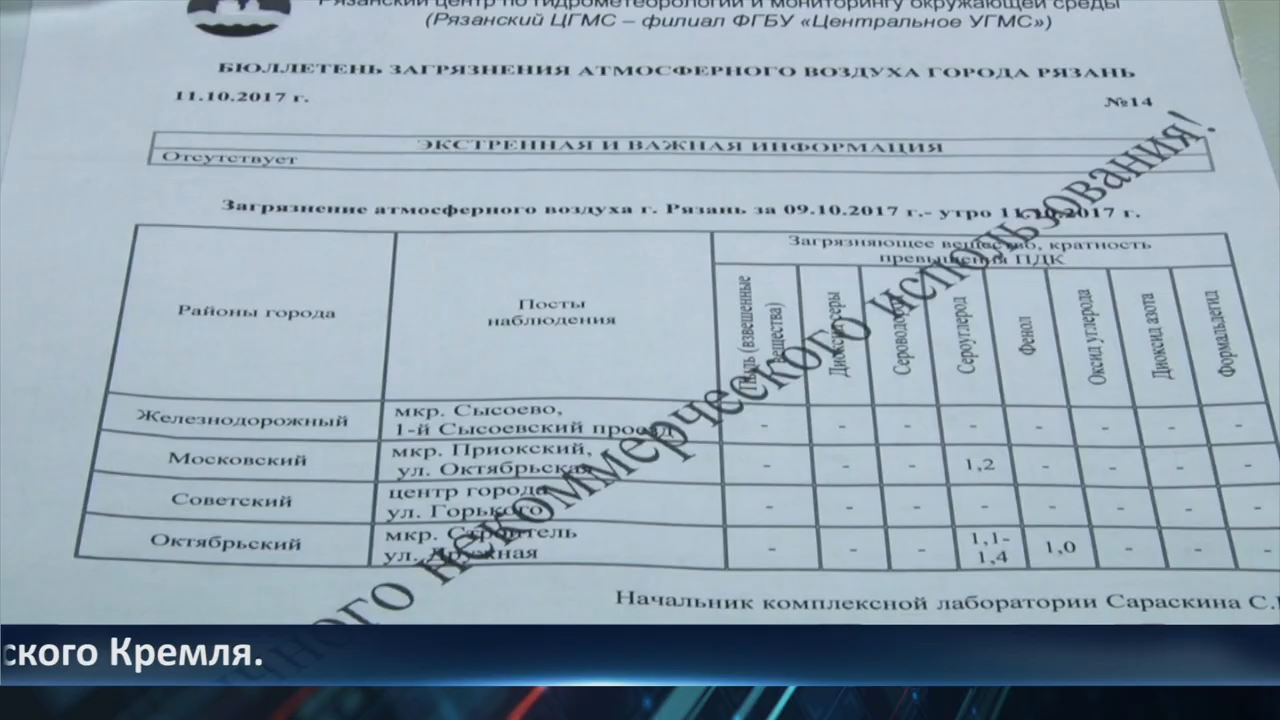 Рязанский центр по гидрометеорологии и мониторингу окружающей среды
(Рязанский ЦГМС – филиал ФГБУ «Центральное УГМС»)
БЮЛЛЕТЕНЬ ЗАГРЯЗНЕНИЯ АТМОСФЕРНОГО ВОЗДУХА ГОРОДА РЯЗАНЬ
11.10.2017 г. №14
ЭКСТРЕННАЯ И ВАЖНАЯ ИНФОРМАЦИЯ
Отсутствует
Загрязнение атмосферного воздуха г. Рязань за 09.10.2017 г.- утро 11.10.2017 г.
Районы города
Посты
наблюдения
Загрязняющее вещество, кратность
превышения ПДК
Пыль (взвешенные
вещества)
Диоксид серы
Сероводород
Сероуглерод
Фенол
Оксид углерода
Диоксид азота
Формальдегид
Железнодорожный
мкр. Сысоево,
1-й Сысоевский проезд
- - - - - - - -
Московский
мкр. Приокский,
ул. Октябрьская
- - - 1,2 - - - -
Советский
центр города
ул. Горького
- - - - - - - -
Октябрьский
мкр. Строитель
ул. Дружная
- - - 1,1-
1,4 1,0 - - -
Начальник комплексной лаборатории Сараскина С.
чного некоммерческого использования!
ского Кремля.